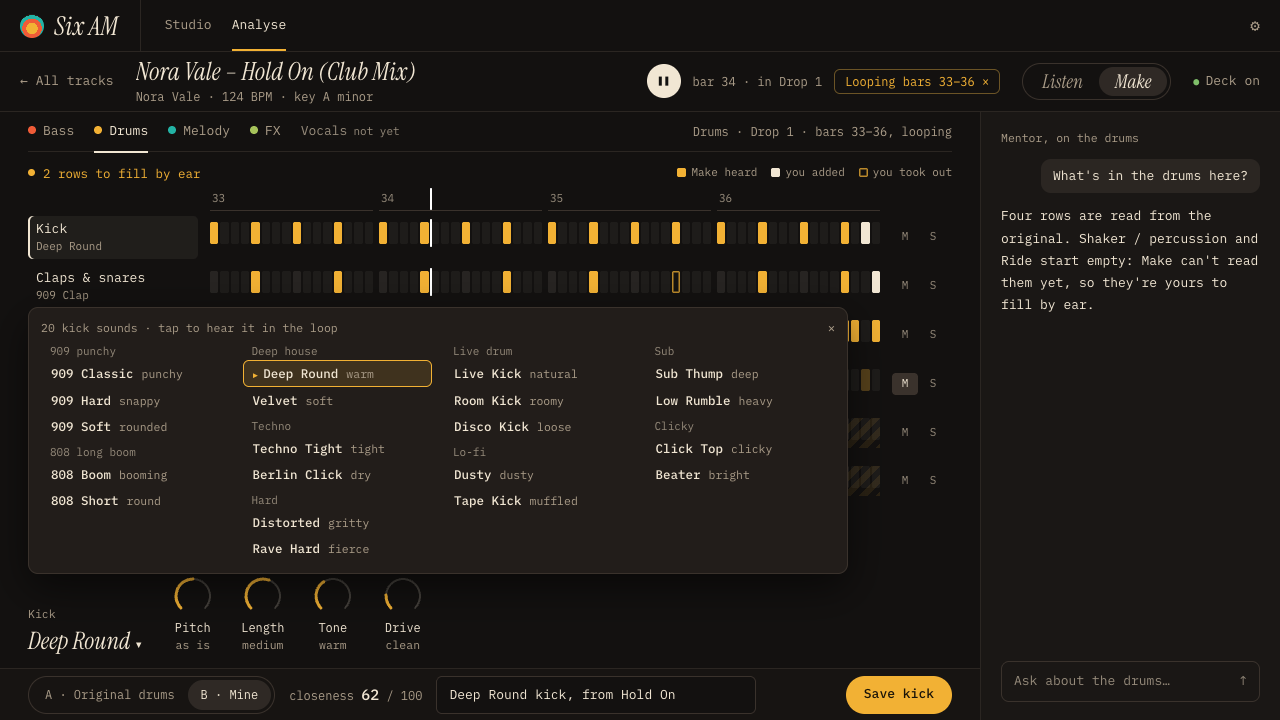 Six AM
Studio
Analyse
← All tracks
Nora Vale – Hold On (Club Mix)
Nora Vale · 124 BPM · key A minor
bar 34 · in Drop 1
Looping bars 33–36 ×
Listen
Make
Deck on
Bass
Drums
Melody
FX
Vocals not yet
Drums · Drop 1 · bars 33–36, looping
2 rows to fill by ear
Make heard
you added
you took out
33
34
35
36
Kick
Deep Round
M S
Claps & snares
909 Clap
M S
M S
M S
M S
M S
20 kick sounds · tap to hear it in the loop
×
909 punchy
909 Classic punchy
909 Hard snappy
909 Soft rounded
808 long boom
808 Boom booming
808 Short round
Deep house
▸ Deep Round warm
Velvet soft
Techno
Techno Tight tight
Berlin Click dry
Hard
Distorted gritty
Rave Hard fierce
Live drum
Live Kick natural
Room Kick roomy
Disco Kick loose
Lo-fi
Dusty dusty
Tape Kick muffled
Sub
Sub Thump deep
Low Rumble heavy
Clicky
Click Top clicky
Beater bright
Kick
Deep Round ▾
Pitch
as is
Length
medium
Tone
warm
Drive
clean
A · Original drums
B · Mine
closeness 62 / 100
Deep Round kick, from Hold On
Save kick
Mentor, on the drums
What's in the drums here?
Four rows are read from the
original. Shaker / percussion and
Ride start empty: Make can't read
them yet, so they're yours to
fill by ear.
Ask about the drums…
↑